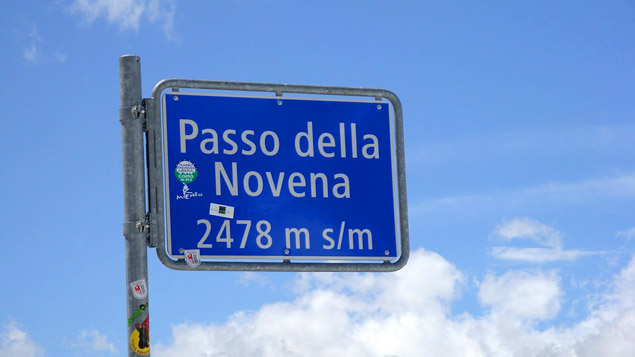 Passo della
Novena
2478 m s/m